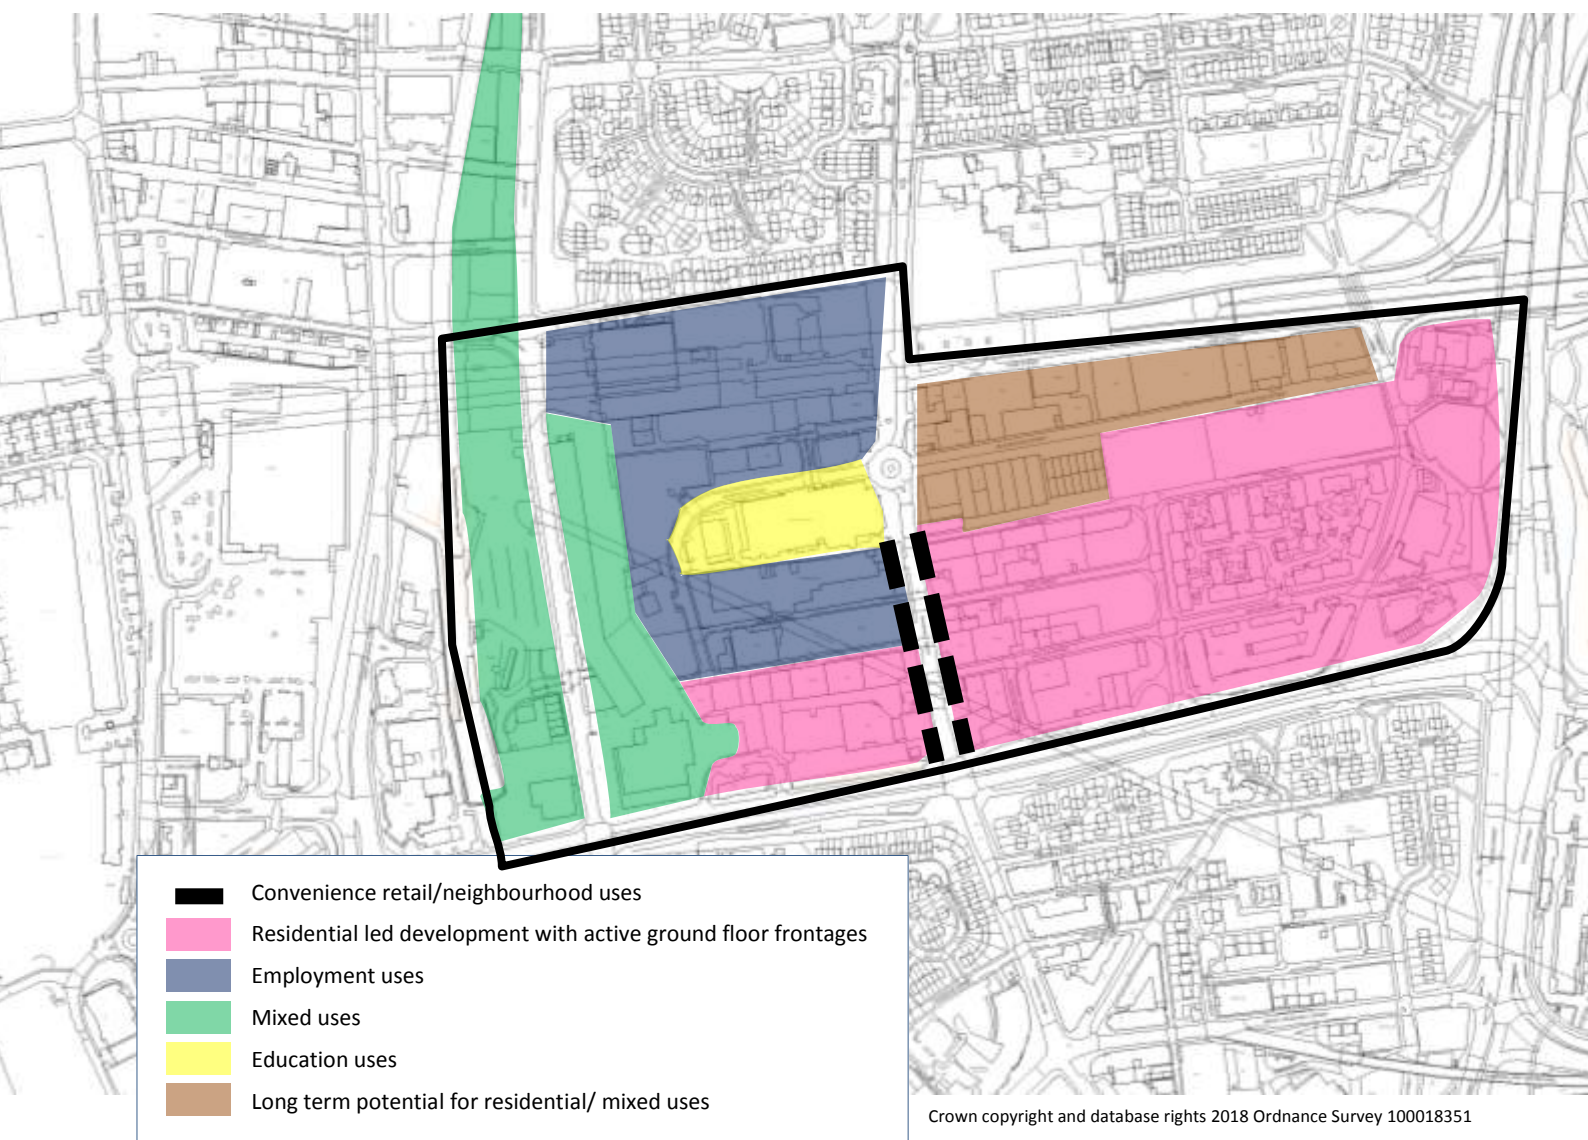 Convenience retail/neighbourhood uses
Residential led development with active ground floor frontages
Employment uses
Mixed uses
Education uses
Long term potential for residential/ mixed uses
Crown copyright and database rights 2018 Ordnance Survey 100018351